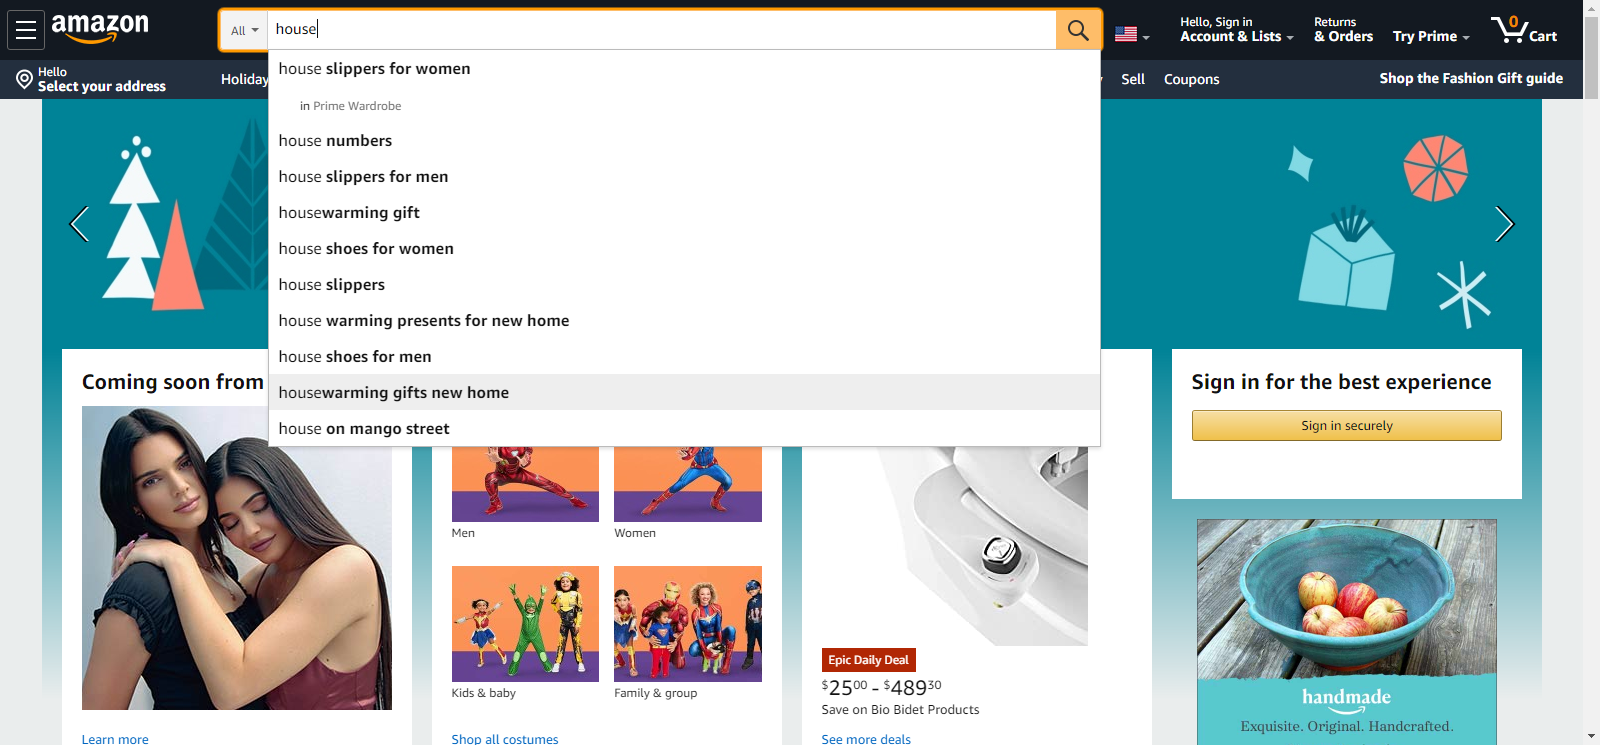 amazon
All
house
Hello, Sign in
Account & Lists
Returns
& Orders
Try Prime
0
Cart
Hello
Select your address
Holiday
Sell
Coupons
Shop the Fashion Gift guide
house slippers for women
in Prime Wardrobe
house numbers
house slippers for men
housewarming gift
house shoes for women
house slippers
house warming presents for new home
house shoes for men
housewarming gifts new home
house on mango street
Coming soon from
Learn more
Men
Women
Kids & baby
Family & group
Shop all costumes
Epic Daily Deal
$25.00 - $489.30
Save on Bio Bidet Products
See more deals
Sign in for the best experience
Sign in securely
handmade
Exquisite. Original. Handcrafted.